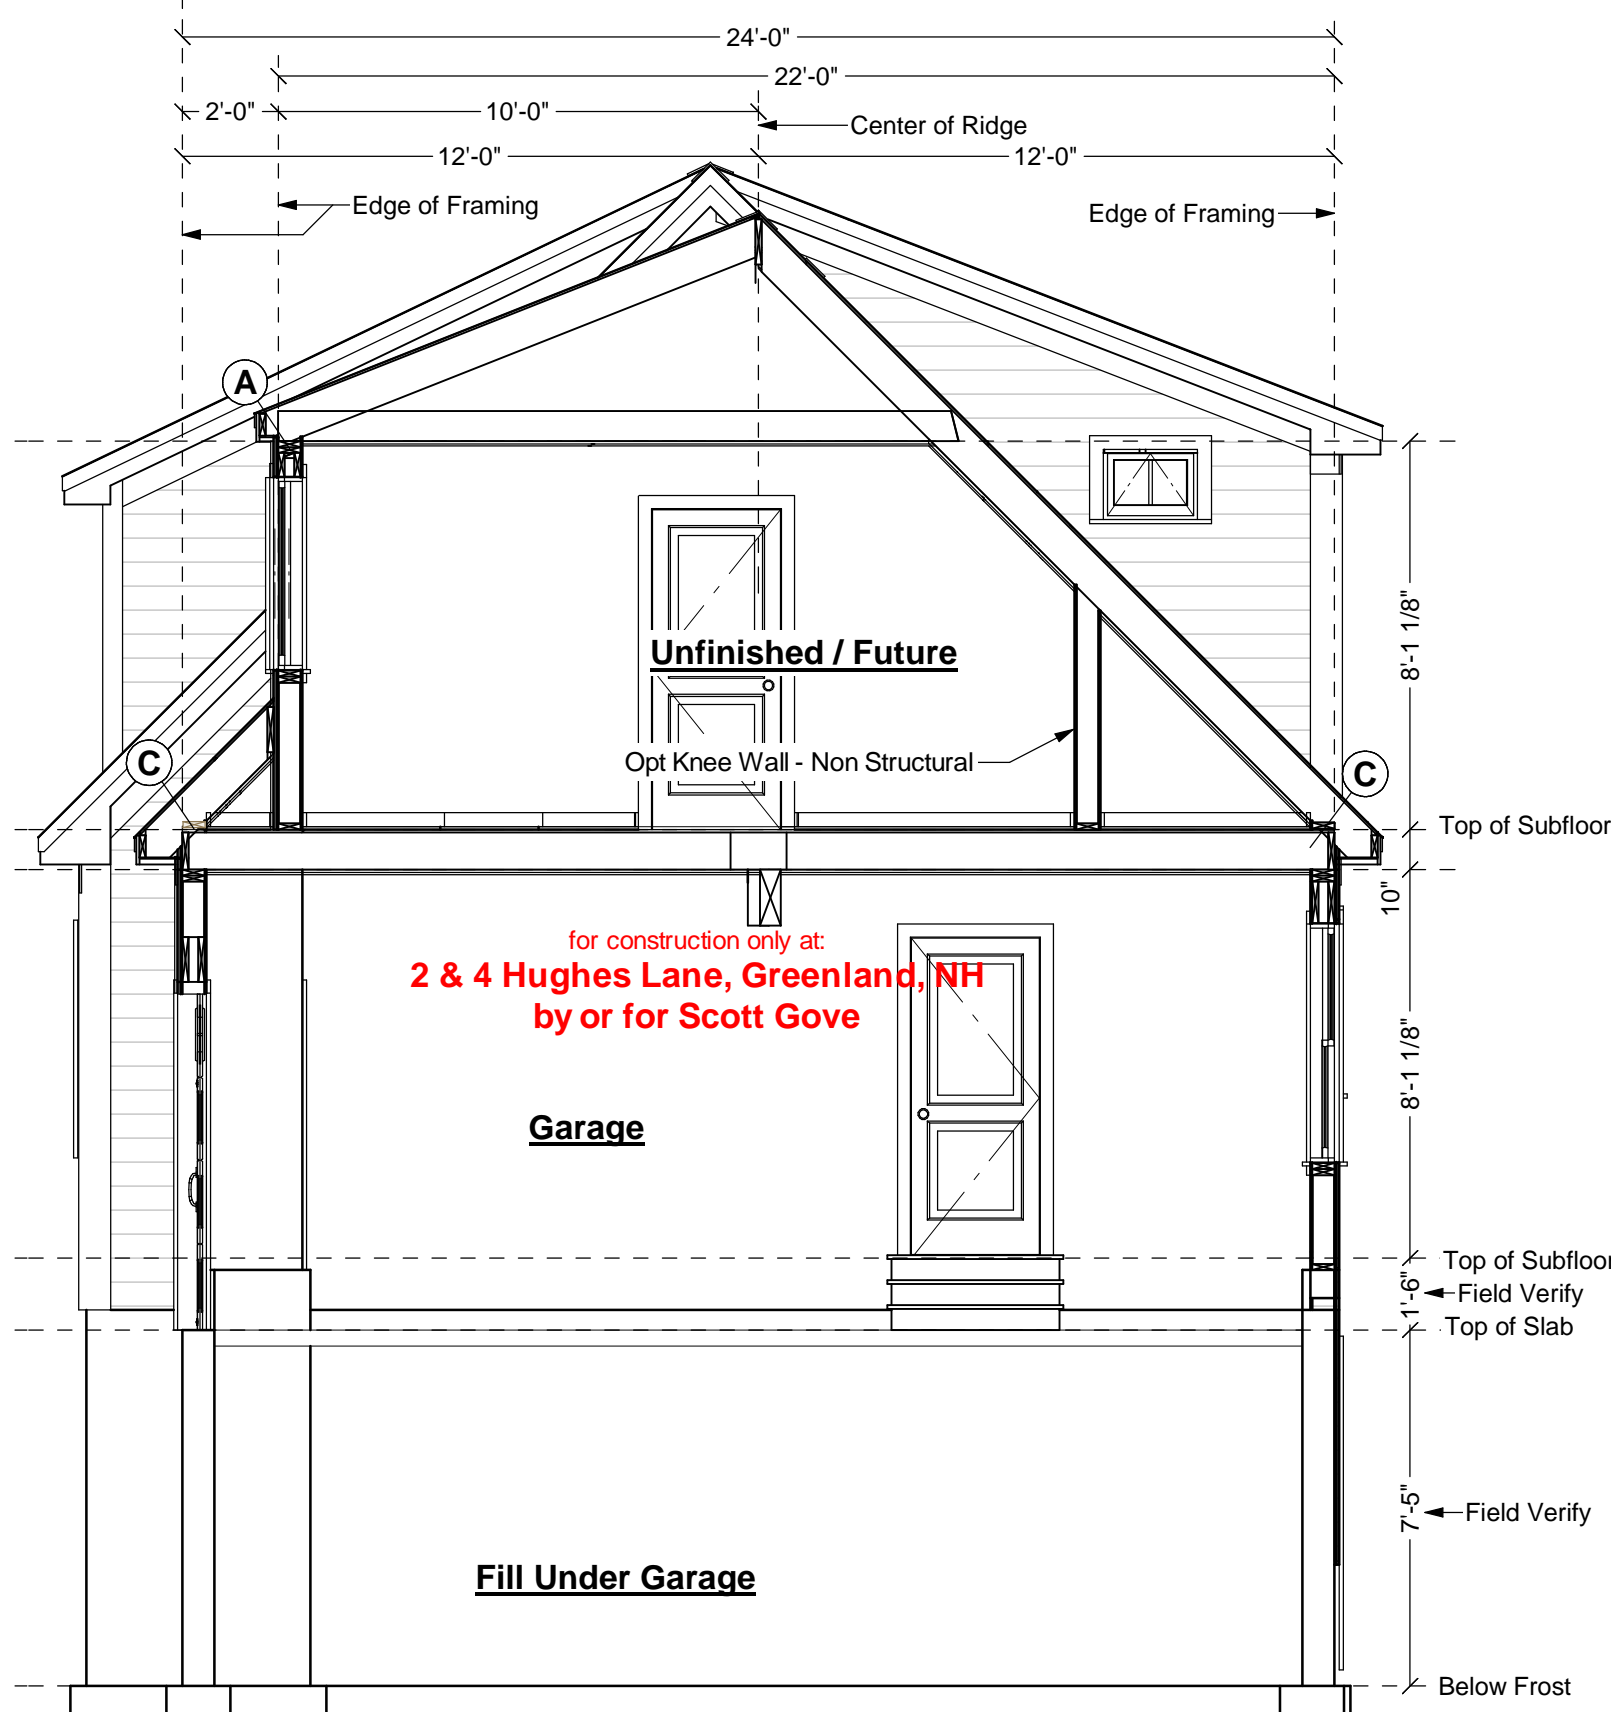 24'-0"
22'-0"
2'-0"
10'-0"
Center of Ridge
12'-0"
12'-0"
Edge of Framing
Edge of Framing
A
8'-1 1/8"
Unfinished / Future
Opt Knee Wall - Non Structural
C
C
Top of Subfloor
10"
for construction only at:
2 & 4 Hughes Lane, Greenland, NH
by or for Scott Gove
8'-1 1/8"
Garage
Top of Subfloor
1'-6"
Field Verify
Top of Slab
7'-5"
Field Verify
Fill Under Garage
Below Frost